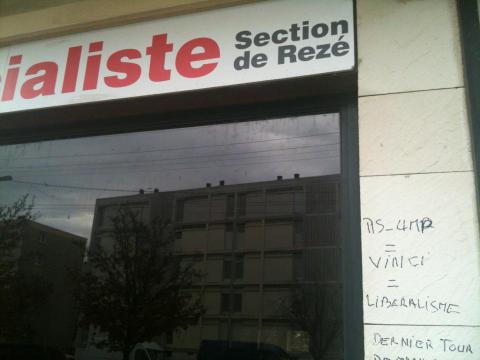 cialiste
Section
de Rezé
PS-UMP
=
VINCI
=
LIBERALISME
DERNIER TOUR